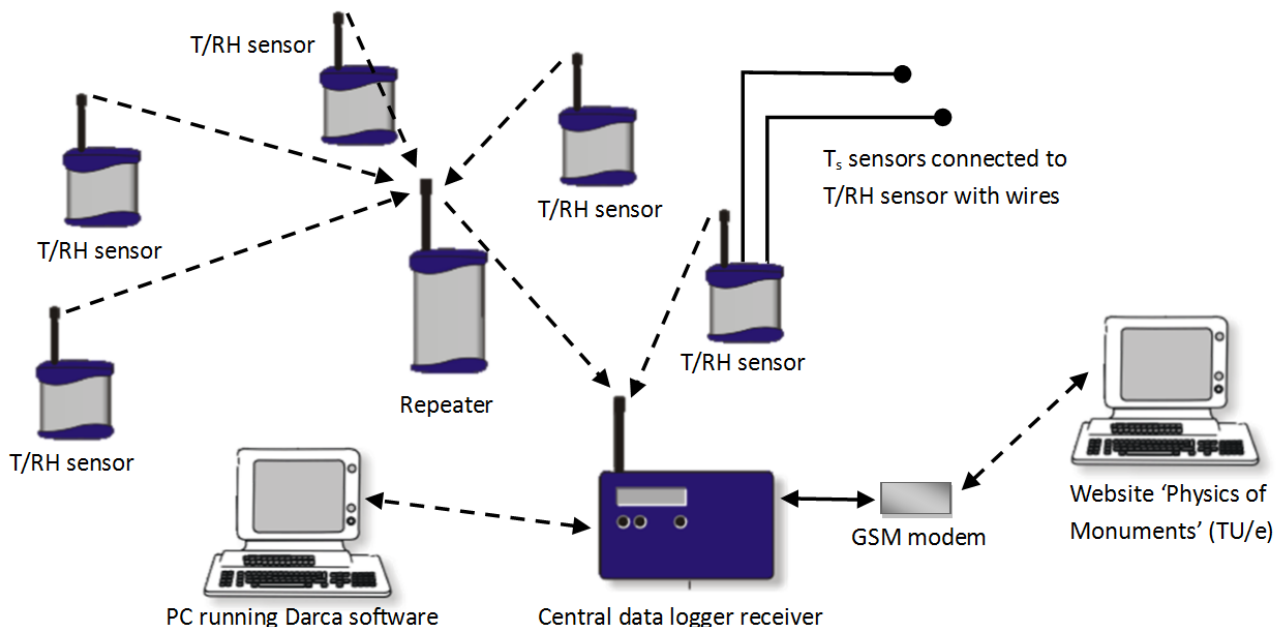 T/RH sensor
T/RH sensor
T/RH sensor
T/RH sensor
Tₛ sensors connected to
T/RH sensor with wires
T/RH sensor
Repeater
T/RH sensor
Website ‘Physics of
Monuments’ (TU/e)
GSM modem
PC running Darca software
Central data logger receiver